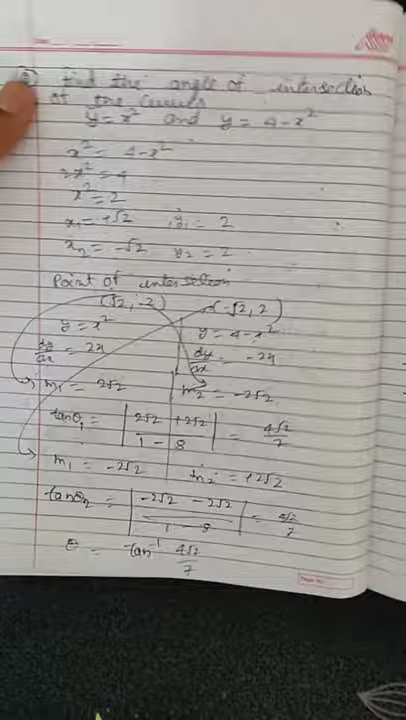 Find the angle of intersection
of the curves
y = x² and y = 4 - x²
x² = 4 - x²
2x² = 4
x² = 2
x₁ = +√2 , y₁ = 2
x₂ = -√2 y₂ = 2
Point of intersection
(√2, 2) (-√2, 2)
y = x² y = 4 - x²
dy/dx = 2x dy/dx = -2x
m₁ = 2√2 m₂ = -2√2
tanθ₁ = | (2√2 + 2√2) / (1 - 8) | = 4√2/7
m₁ = -2√2 m₂ = +2√2
tanθ₂ = | (-2√2 - 2√2) / (1 - 8) | = 4√2/7
θ = tan⁻¹ 4√2/7